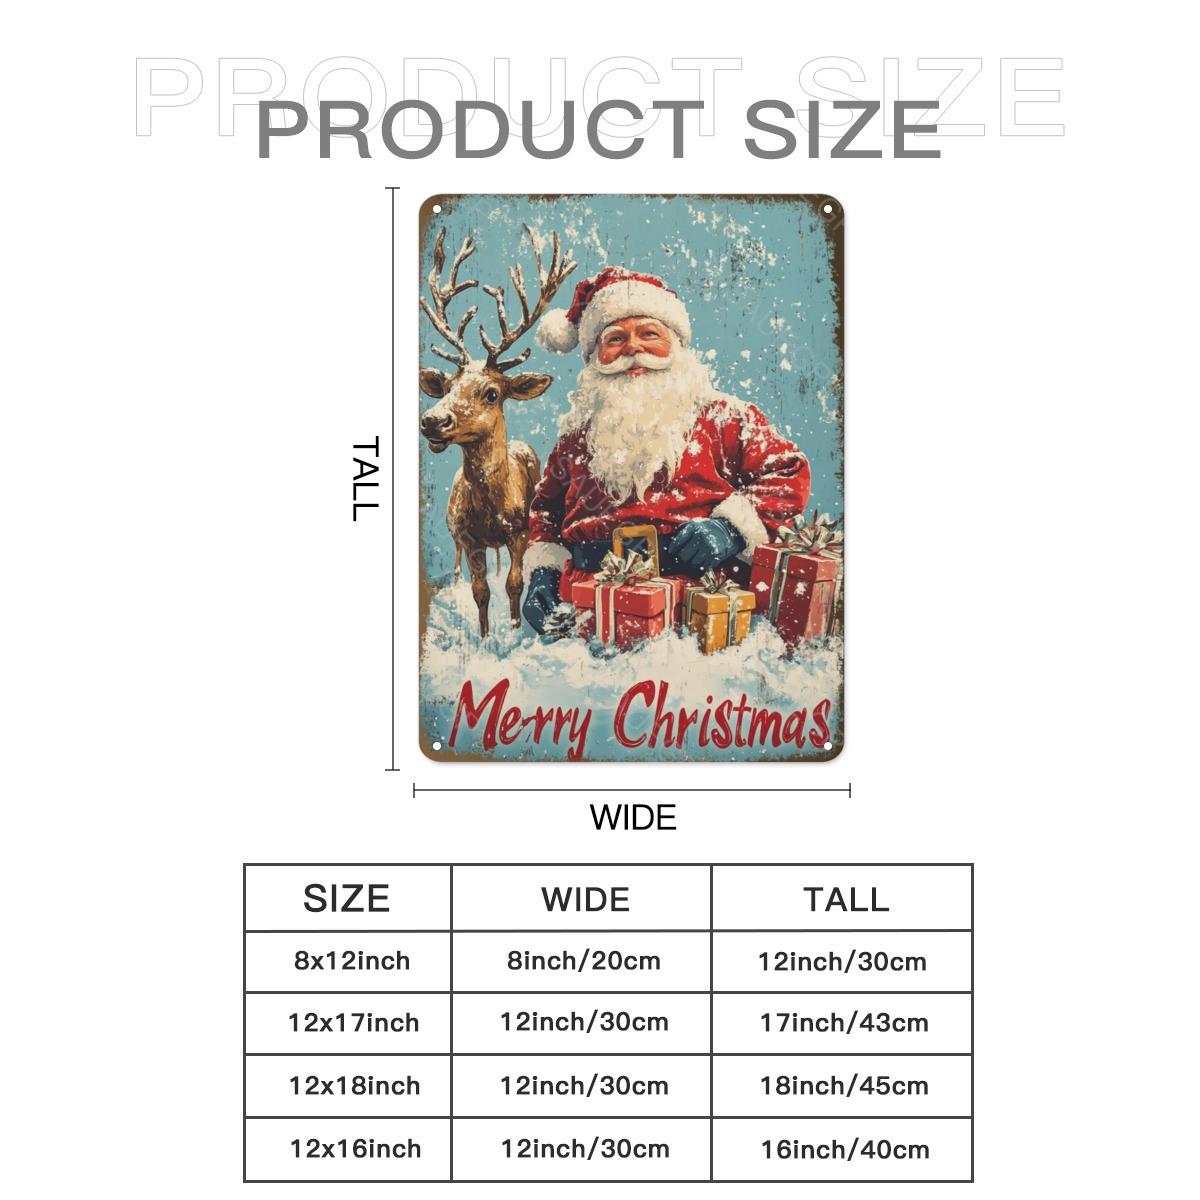 PRODUCT SIZE
PRODUCT SIZE
TALL
Merry Christmas
WIDE
SIZE WIDE TALL
8x12inch 8inch/20cm 12inch/30cm
12x17inch 12inch/30cm 17inch/43cm
12x18inch 12inch/30cm 18inch/45cm
12x16inch 12inch/30cm 16inch/40cm